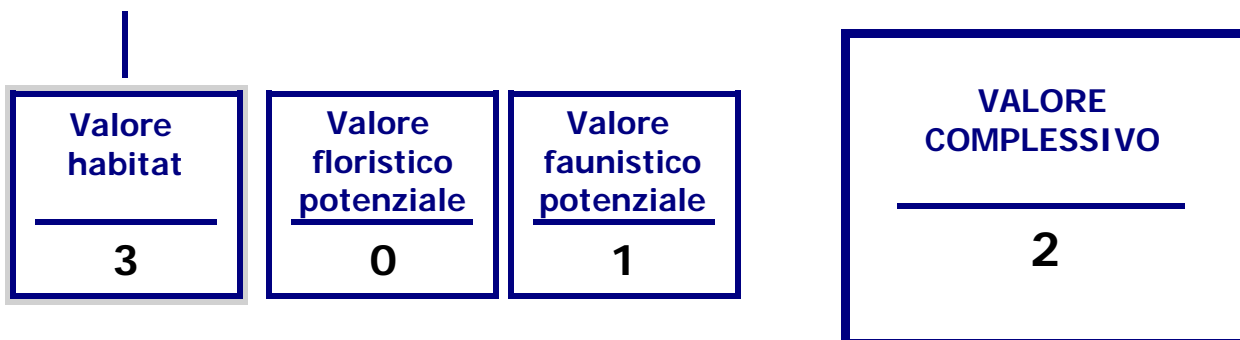 Valore
habitat
3
Valore
floristico
potenziale
0
Valore
faunistico
potenziale
1
VALORE
COMPLESSIVO
2